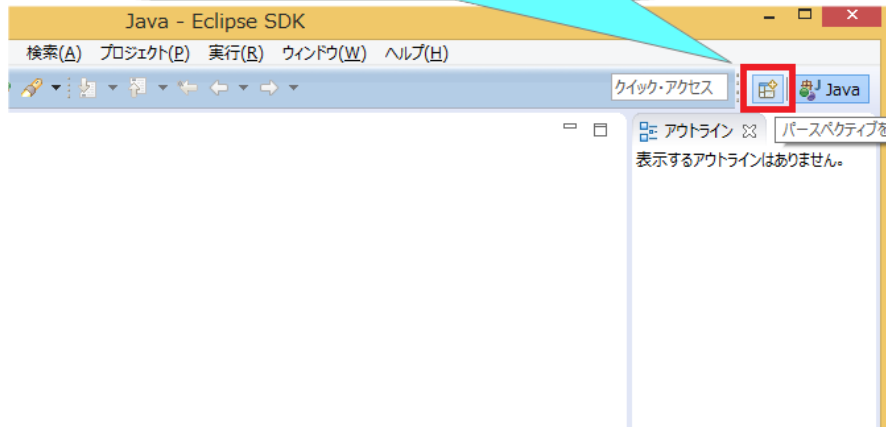 Java - Eclipse SDK
検索(A) プロジェクト(P) 実行(R) ウィンドウ(W) ヘルプ(H)
クイック・アクセス Java
アウトライン パースペクティブを
表示するアウトラインはありません。